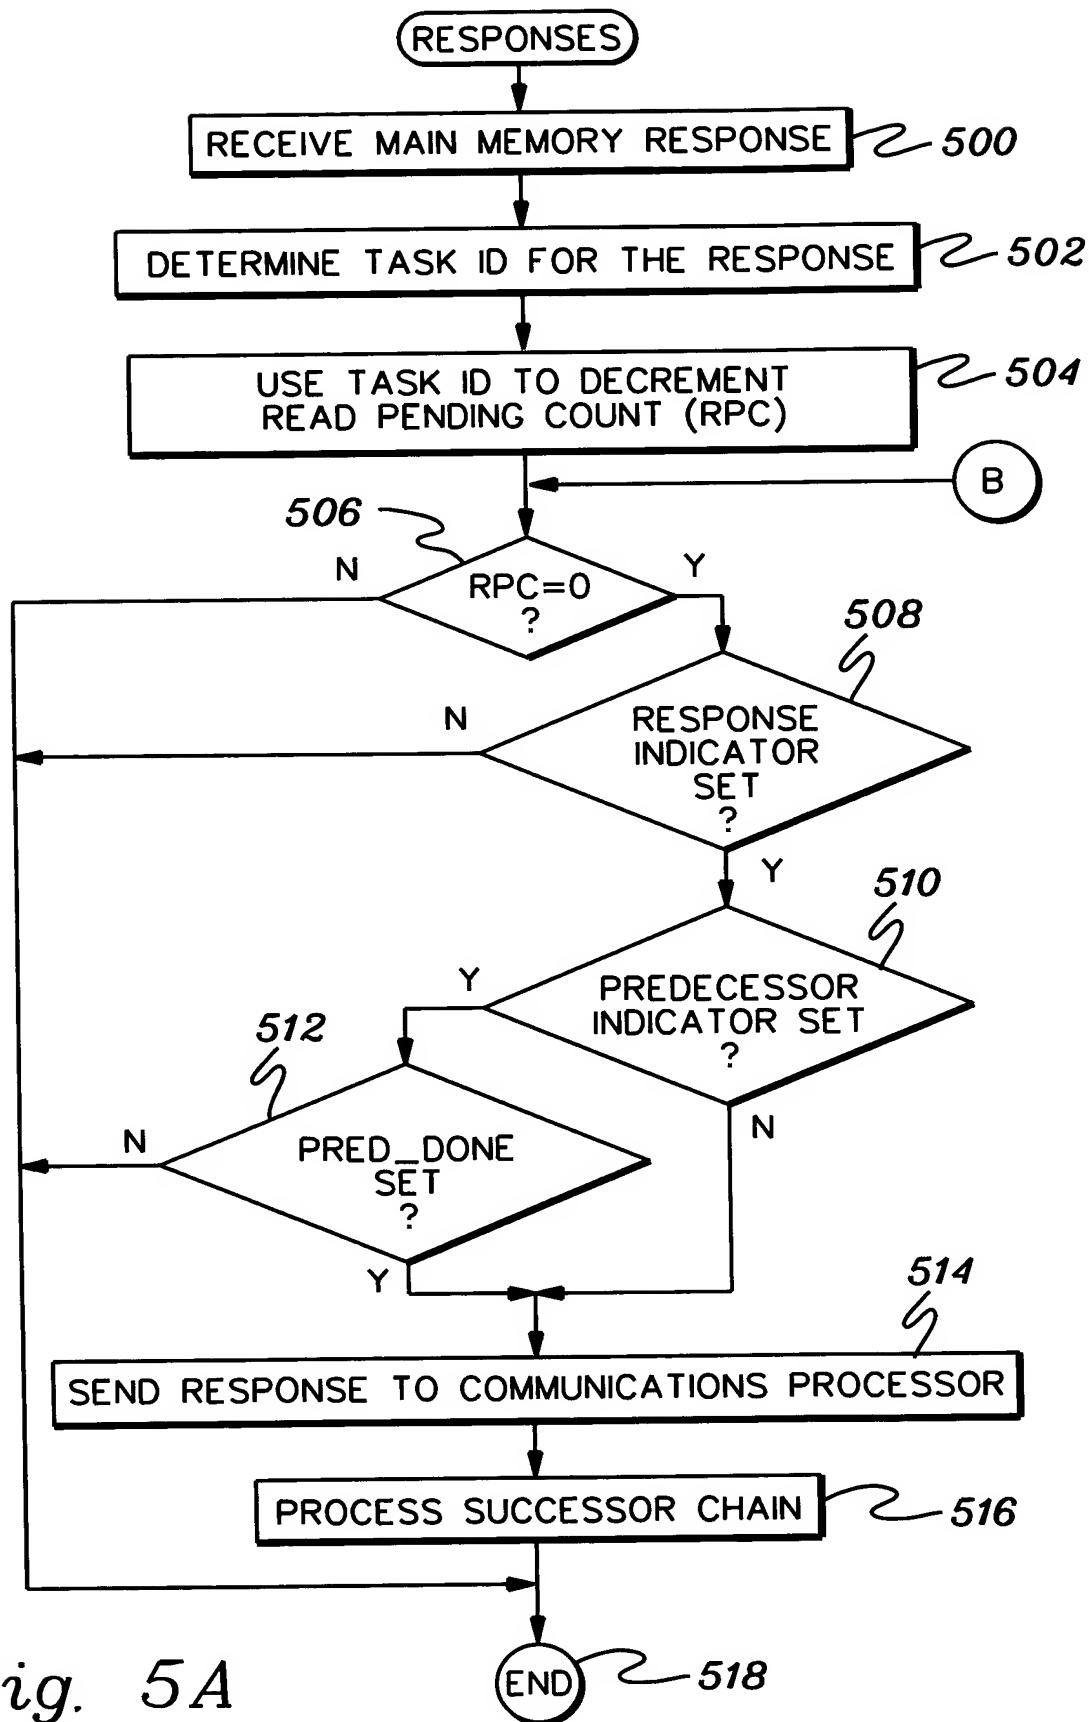 RESPONSES
RECEIVE MAIN MEMORY RESPONSE
500
DETERMINE TASK ID FOR THE RESPONSE
502
USE TASK ID TO DECREMENT
READ PENDING COUNT (RPC)
504
B
506
N
RPC=0
?
Y
508
N
RESPONSE
INDICATOR
SET
?
Y
510
Y
PREDECESSOR
INDICATOR SET
?
N
512
N
PRED_DONE
SET
?
Y
514
SEND RESPONSE TO COMMUNICATIONS PROCESSOR
PROCESS SUCCESSOR CHAIN
516
END
518
ig. 5A